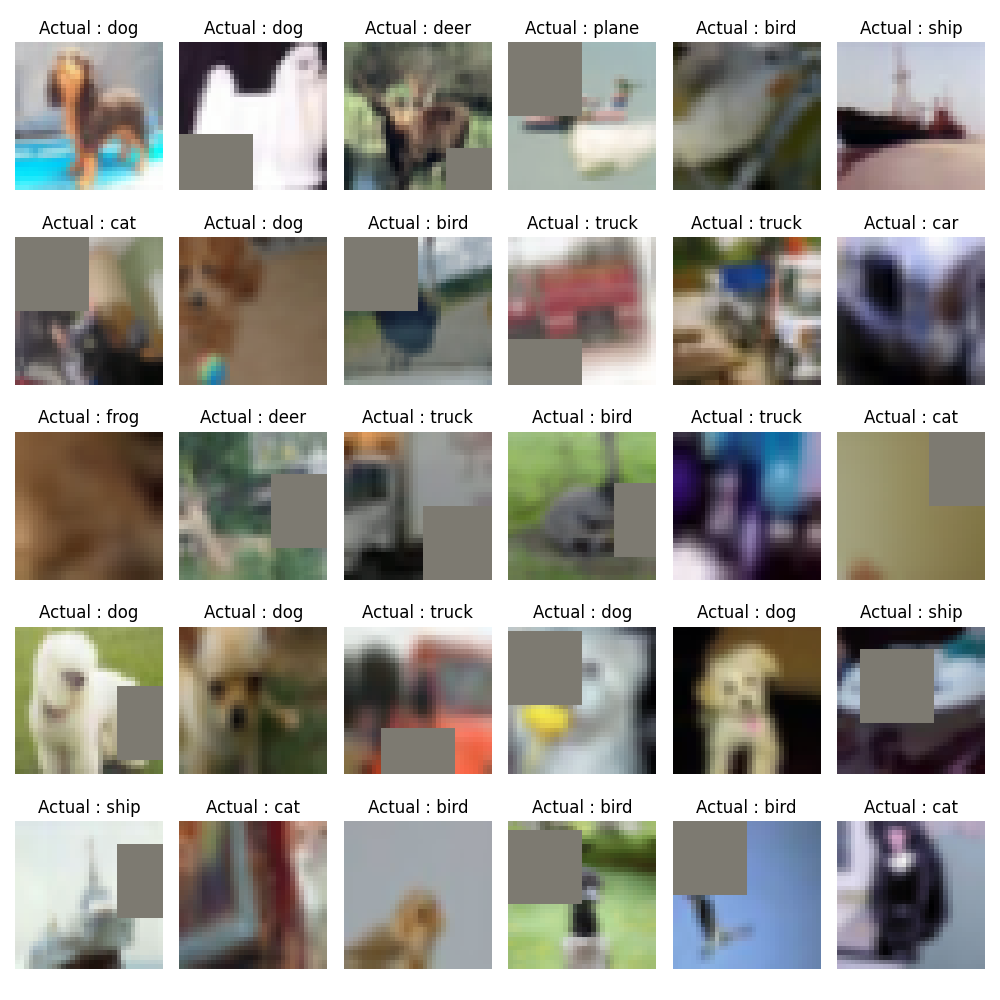 Actual : dog
Actual : dog
Actual : deer
Actual : plane
Actual : bird
Actual : ship
Actual : cat
Actual : dog
Actual : bird
Actual : truck
Actual : truck
Actual : car
Actual : frog
Actual : deer
Actual : truck
Actual : bird
Actual : truck
Actual : cat
Actual : dog
Actual : dog
Actual : truck
Actual : dog
Actual : dog
Actual : ship
Actual : ship
Actual : cat
Actual : bird
Actual : bird
Actual : bird
Actual : cat